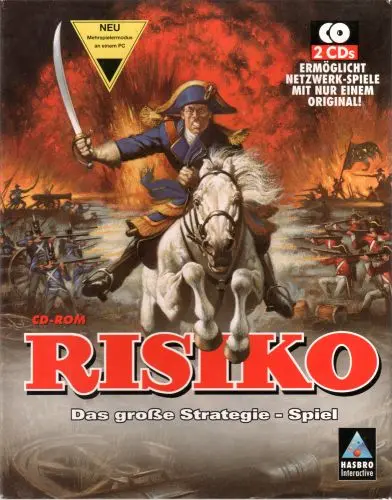 NEU
Mehrspielermodus
an einem PC
2 CDs
ERMÖGLICHT
NETZWERK-SPIELE
MIT NUR EINEM
ORIGINAL!
CD-ROM
RISIKO
Das große Strategie - Spiel
HASBRO
Interactive